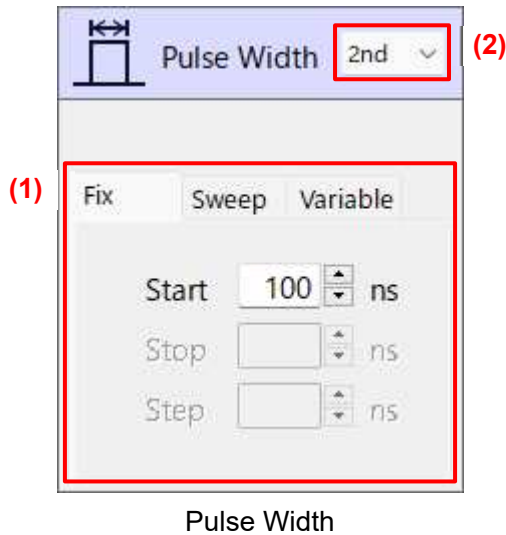 Pulse Width 2nd (2)
(1)
Fix Sweep Variable
Start 100 ns
Stop ns
Step ns
Pulse Width